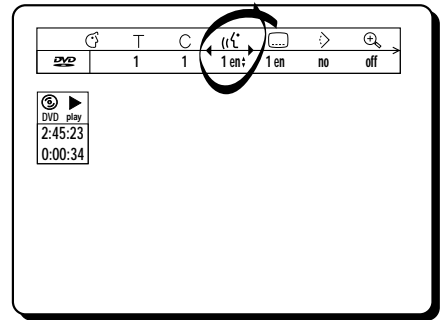 T C
DVD 1 1 1 en 1 en no off
DVD play
2:45:23
0:00:34